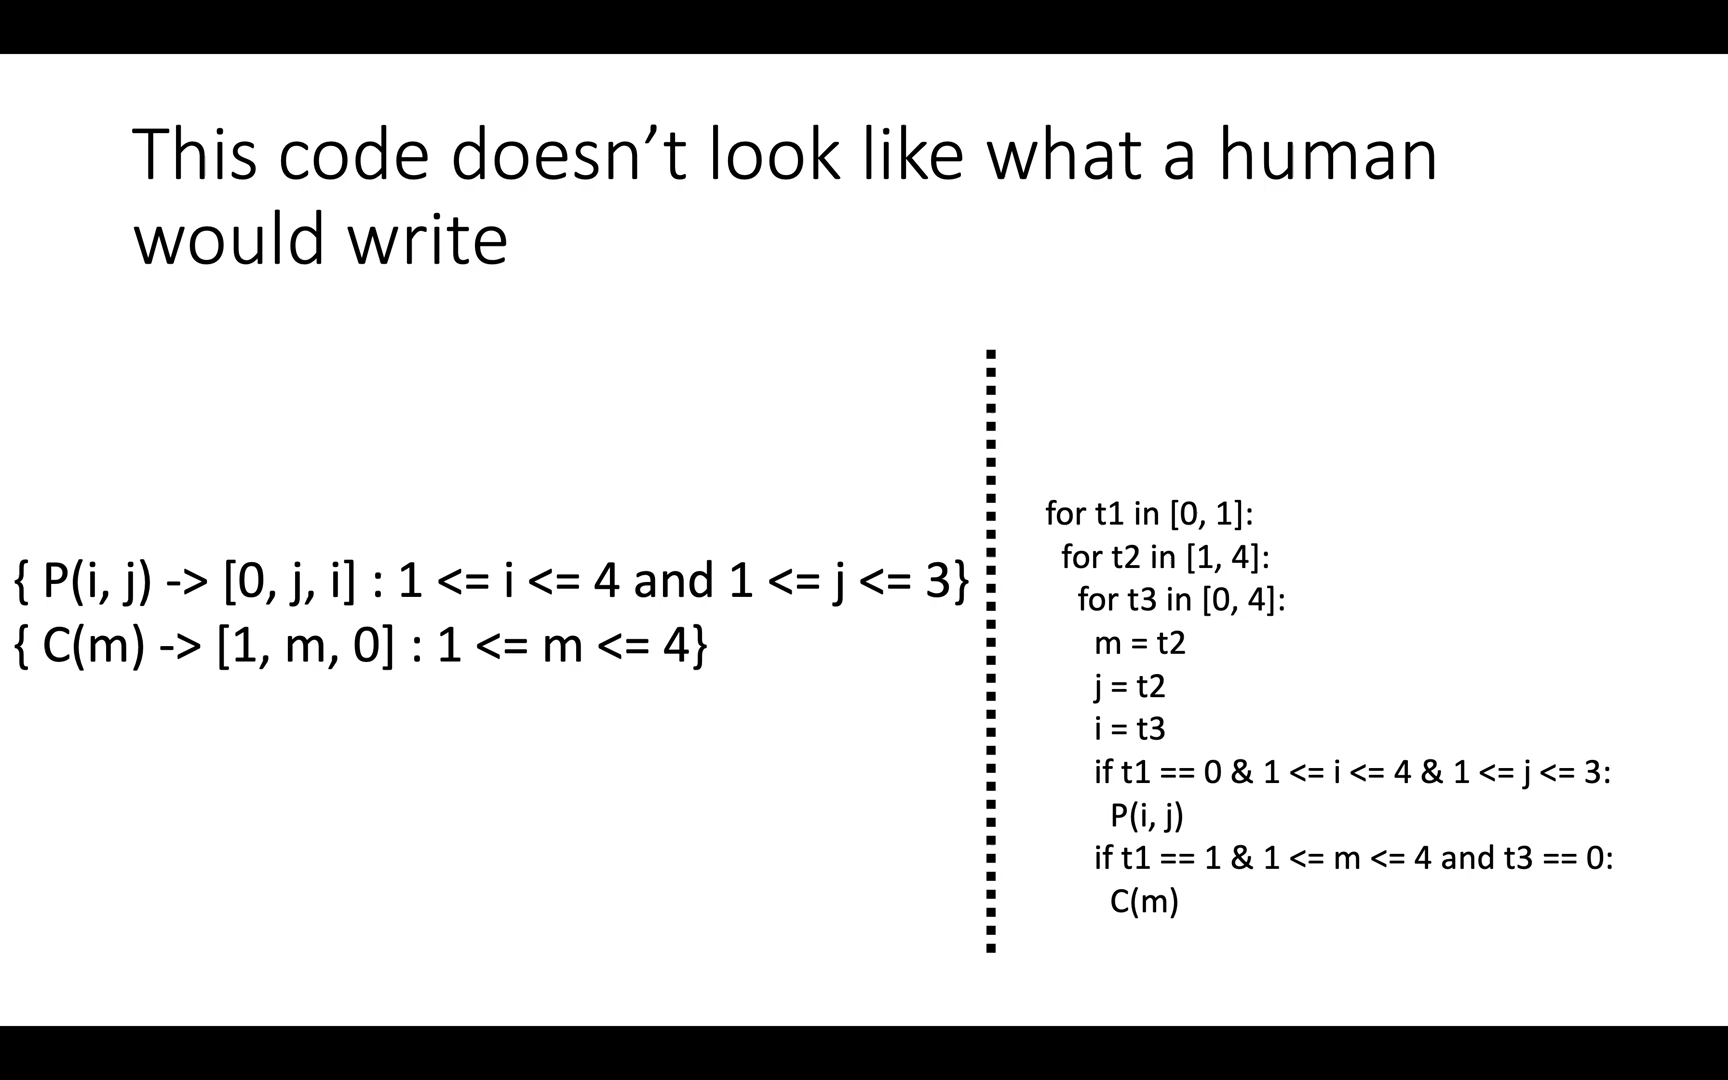 This code doesn’t look like what a human
would write
{ P(i, j) -> [0, j, i] : 1 <= i <= 4 and 1 <= j <= 3}
{ C(m) -> [1, m, 0] : 1 <= m <= 4}
for t1 in [0, 1]:
for t2 in [1, 4]:
for t3 in [0, 4]:
m = t2
j = t2
i = t3
if t1 == 0 & 1 <= i <= 4 & 1 <= j <= 3:
P(i, j)
if t1 == 1 & 1 <= m <= 4 and t3 == 0:
C(m)